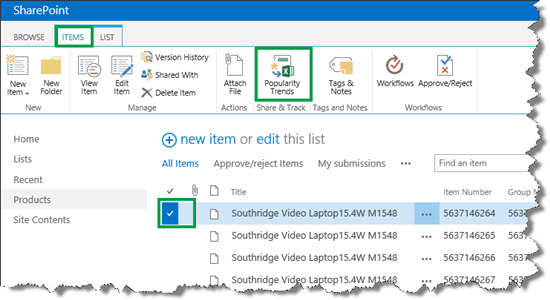 SharePoint
BROWSE ITEMS LIST
New Item
New Folder
View Item
Edit Item
Version History
Shared With
Delete Item
Attach File
Popularity Trends
Tags & Notes
Workflows
Approve/Reject
New Manage Actions Share & Track Tags and Notes Workflows
Home
Lists
Recent
Products
Site Contents
new item or edit this list
All Items Approve/reject Items My submissions ••• Find an item
Title Item Number Group N
Southridge Video Laptop15.4W M1548 ••• 5637146264 5637
Southridge Video Laptop15.4W M1548 ••• 5637146265 5637
Southridge Video Laptop15.4W M1548 ••• 5637146266 563
Southridge Video Laptop15.4W M1548 ••• 5637146267 563